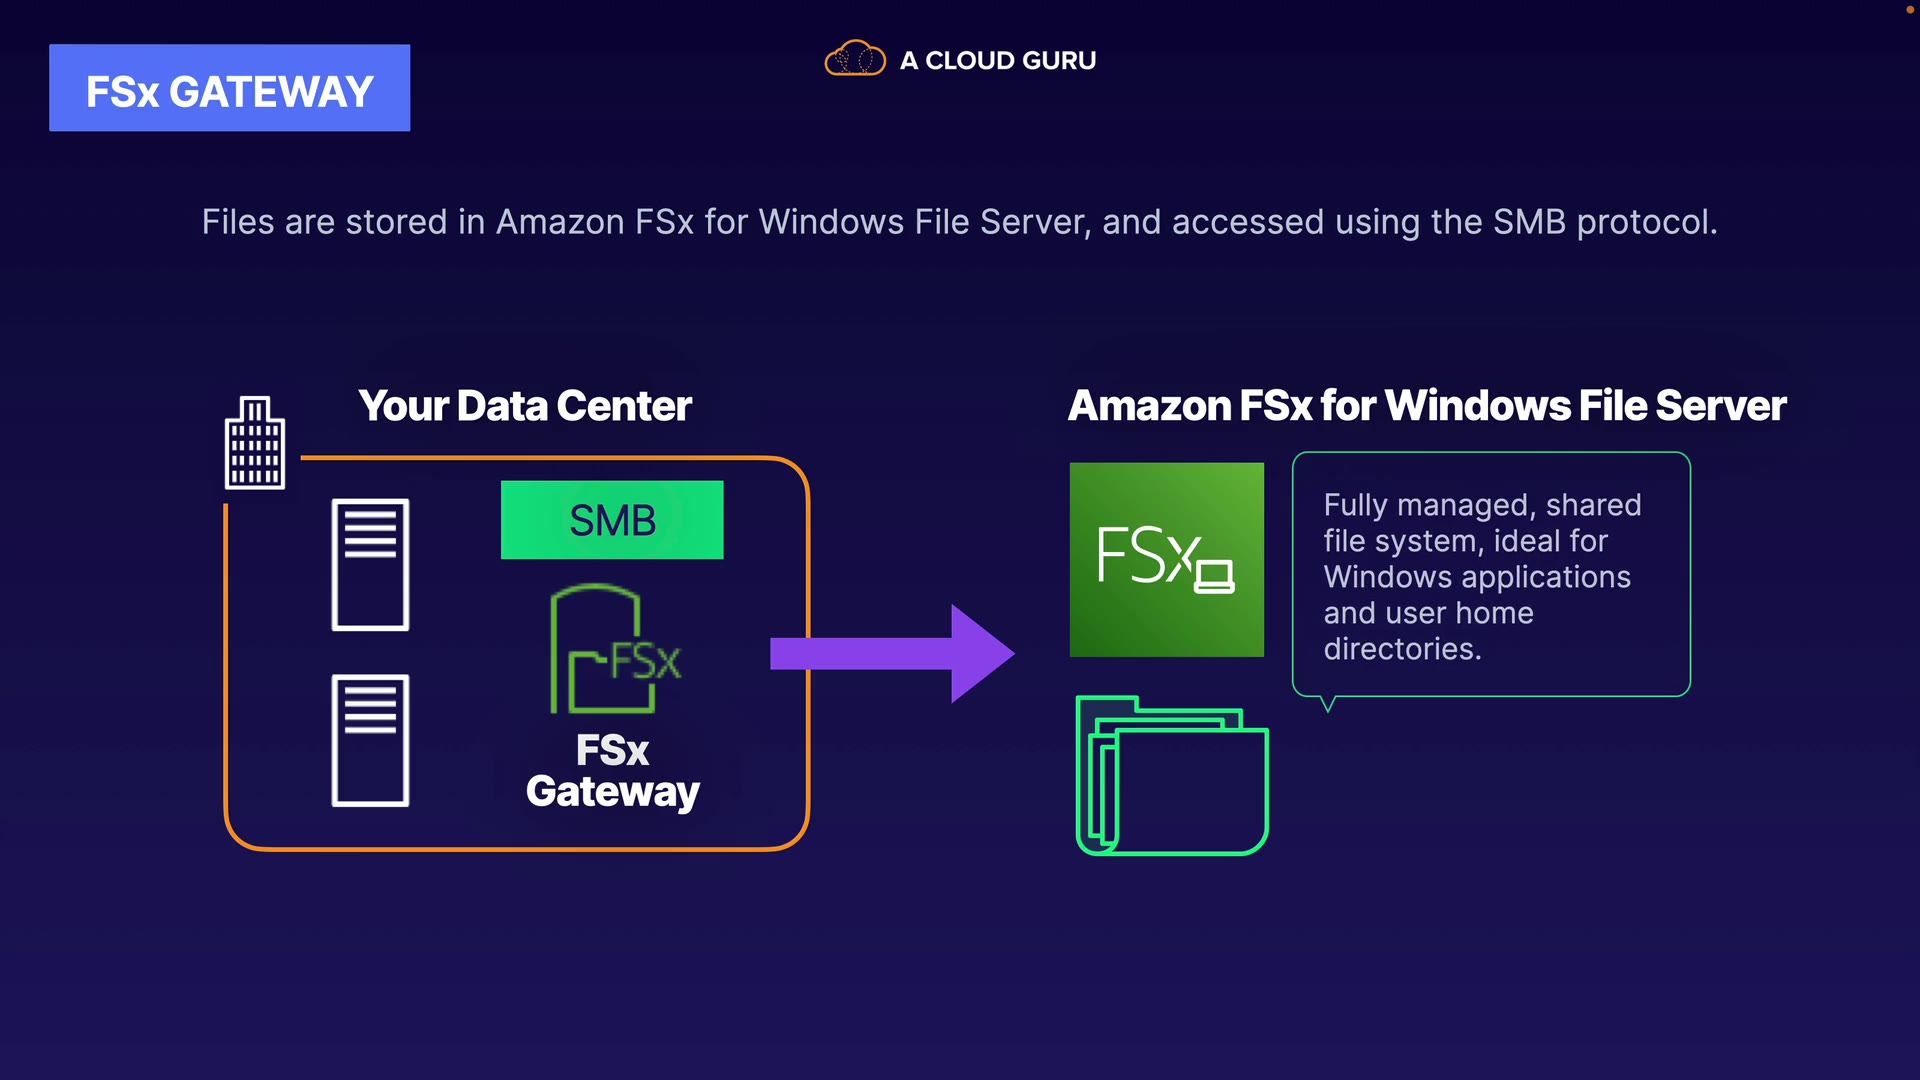 A CLOUD GURU
FSx GATEWAY
Files are stored in Amazon FSx for Windows File Server, and accessed using the SMB protocol.
Your Data Center
SMB
FSx
FSx
Gateway
Amazon FSx for Windows File Server
FSx
Fully managed, shared
file system, ideal for
Windows applications
and user home
directories.